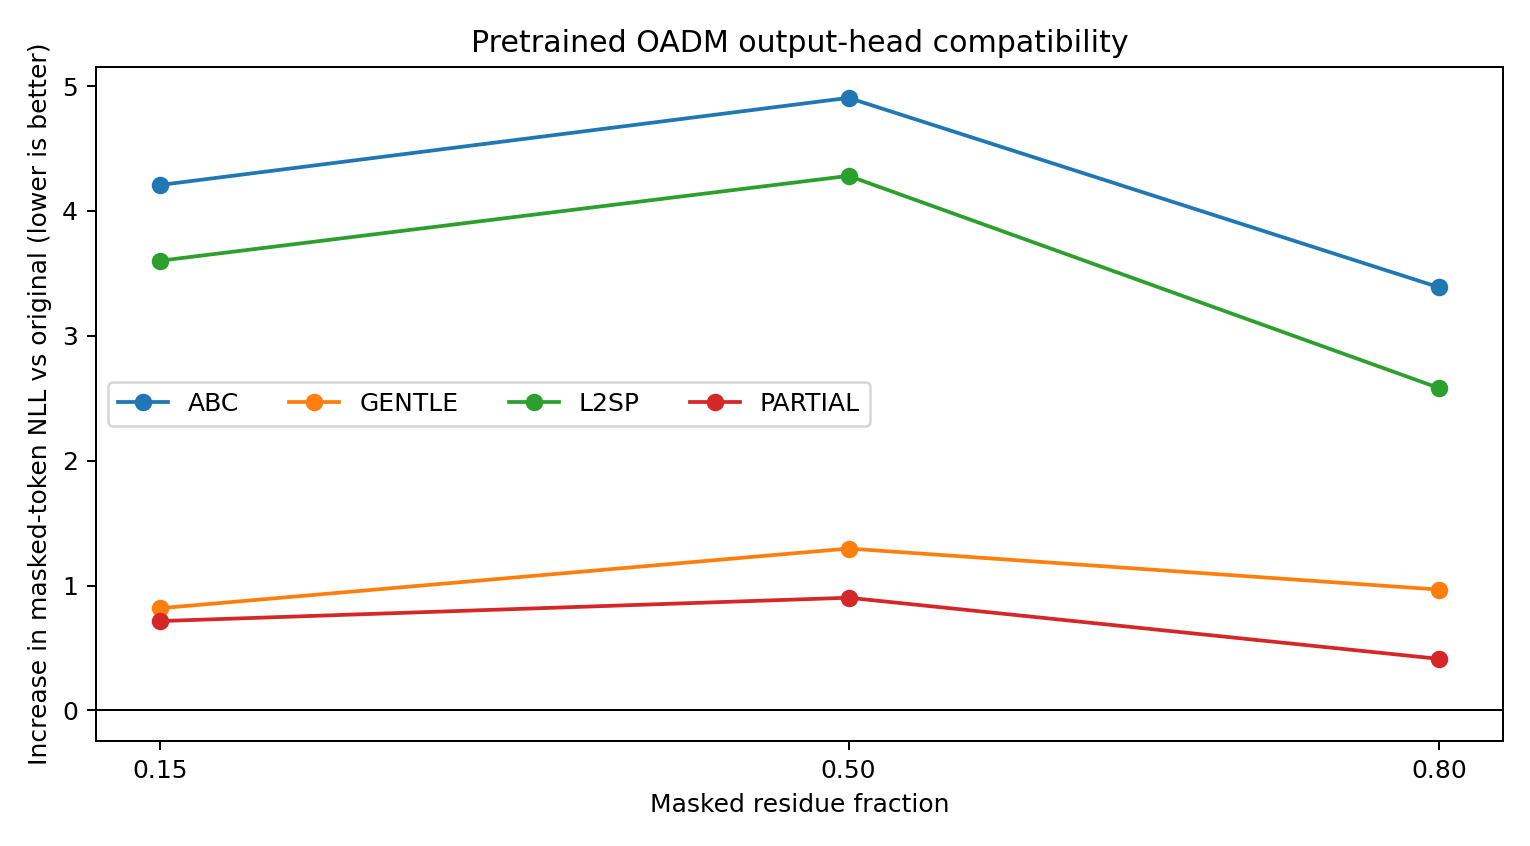 Pretrained OADM output-head compatibility
Increase in masked-token NLL vs original (lower is better)
5
4
3
2
1
0
ABC GENTLE L2SP PARTIAL
0.15 0.50 0.80
Masked residue fraction